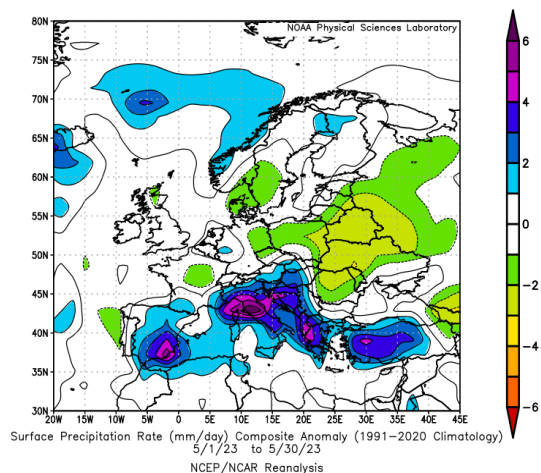 NOAA Physical Sciences Laboratory
80N
75N
70N
65N
60N
55N
50N
45N
40N
35N
30N
20W 15W 10W 5W 0 5E 10E 15E 20E 25E 30E 35E 40E 45E
6
4
2
0
−2
−4
−6
Surface Precipitation Rate (mm/day) Composite Anomaly (1991−2020 Climatology)
5/1/23 to 5/30/23
NCEP/NCAR Reanalysis